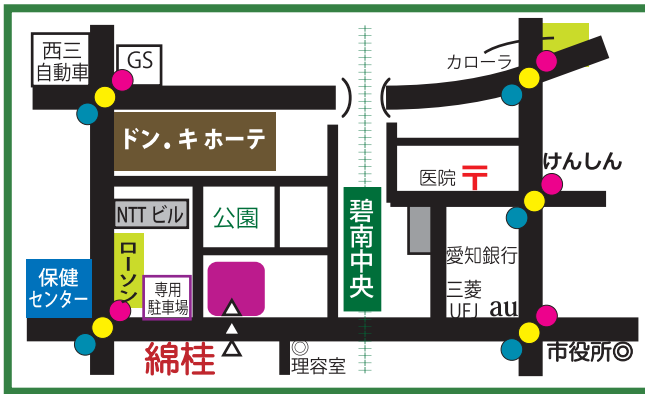 西三
自動車
GS
カローラ
ドン.キホーテ
けんしん
医院
〒
NTTビル
公園
碧南中央
愛知銀行
ローソン
保健
センター
専用
駐車場
三菱
UFJ
au
綿桂
◎
理容室
市役所◎